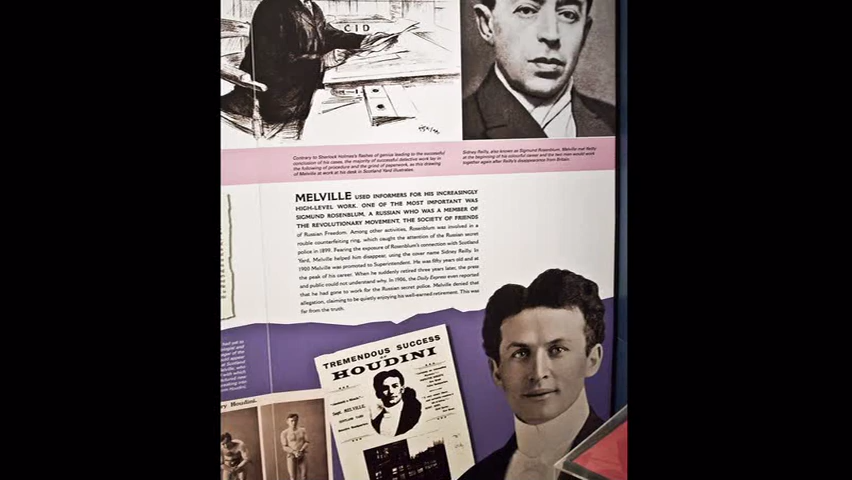 CID
Contrary to Sherlock Holmes's flashes of genius leading to the successful
conclusion of his cases, the majority of successful detective work lay in
the following of procedure and the grind of paperwork, as this drawing
of Melville at work at his desk in Scotland Yard illustrates.
Sidney Reilly, also known as Sigmund Rosenblum. Melville met Reilly
at the beginning of his colourful career and the two men would work
together again after Reilly's disappearance from Britain.
MELVILLE USED INFORMERS FOR HIS INCREASINGLY
HIGH-LEVEL WORK. ONE OF THE MOST IMPORTANT WAS
SIGMUND ROSENBLUM, A RUSSIAN WHO WAS A MEMBER OF
THE REVOLUTIONARY MOVEMENT, THE SOCIETY OF FRIENDS
of Russian Freedom. Among other activities, Rosenblum was involved in a
rouble counterfeiting ring, which caught the attention of the Russian secret
police in 1899. Fearing the exposure of Rosenblum's connection with Scotland
Yard, Melville helped him disappear, using the cover name Sidney Reilly. In
1900 Melville was promoted to Superintendent. He was fifty years old and at
the peak of his career. When he suddenly retired three years later, the press
and public could not understand why. In 1906, the Daily Express even reported
that he had gone to work for the Russian secret police. Melville denied that
allegation, claiming to be quietly enjoying his well-earned retirement. This was
far from the truth.
TREMENDOUS SUCCESS
OF
HOUDINI
Supt. MELVILLE,
SCOTLAND YARD
ry Houdini.